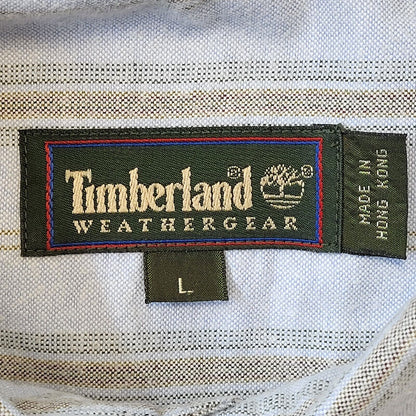 Timberland®
WEATHERGEAR
L
MADE IN
HONG KONG